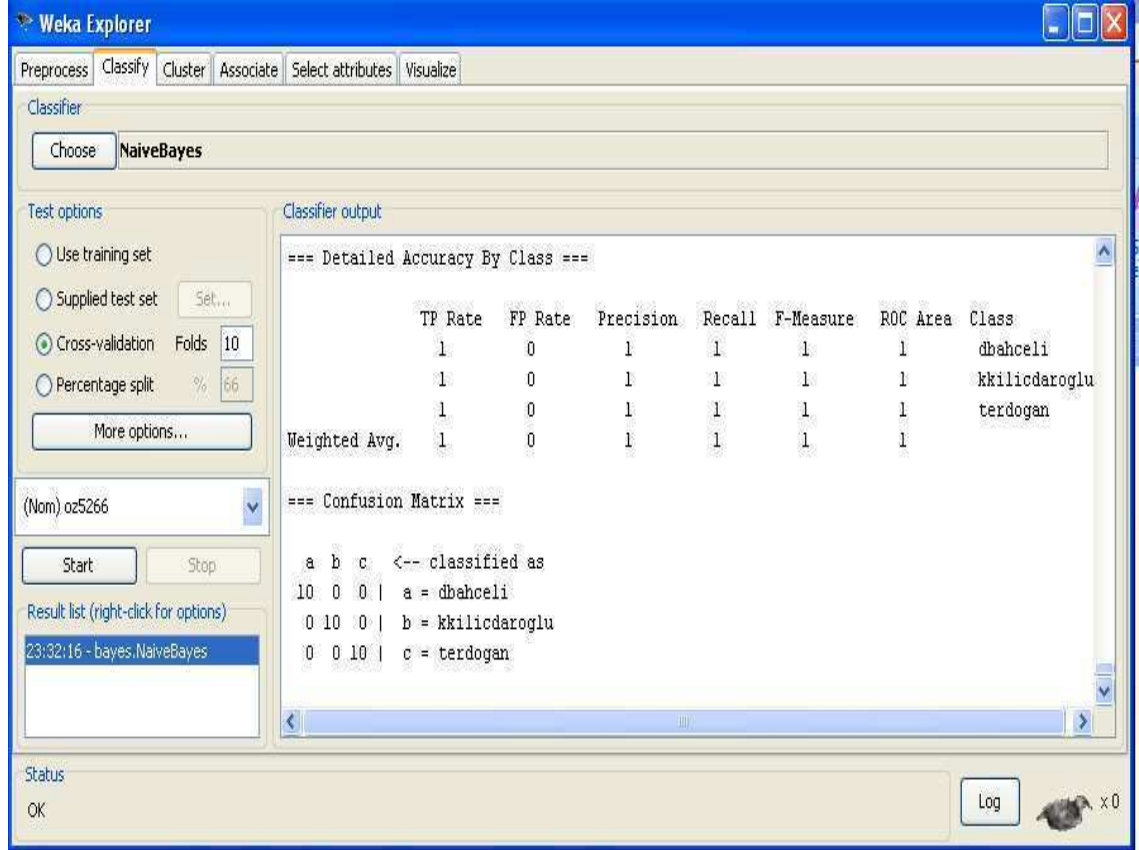 Weka Explorer
Preprocess Classify Cluster Associate Select attributes Visualize
Classifier
Choose NaiveBayes
Test options
Use training set
Supplied test set Set...
Cross-validation Folds 10
Percentage split % 66
More options...
(Nom) oz5266
Start Stop
Result list (right-click for options)
23:32:16 - bayes.NaiveBayes
Classifier output
=== Detailed Accuracy By Class ===
TP Rate FP Rate Precision Recall F-Measure ROC Area Class
1 0 1 1 1 1 dbahceli
1 0 1 1 1 1 kkilicdaroglu
1 0 1 1 1 1 terdogan
Weighted Avg. 1 0 1 1 1 1
=== Confusion Matrix ===
a b c <-- classified as
10 0 0 | a = dbahceli
0 10 0 | b = kkilicdaroglu
0 0 10 | c = terdogan
Status
OK
Log x 0